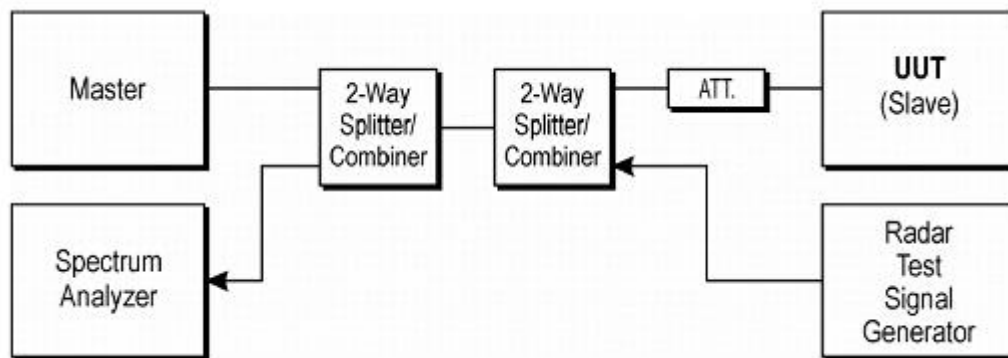 Master
2-Way
Splitter/
Combiner
2-Way
Splitter/
Combiner
ATT.
UUT
(Slave)
Spectrum
Analyzer
Radar
Test
Signal
Generator